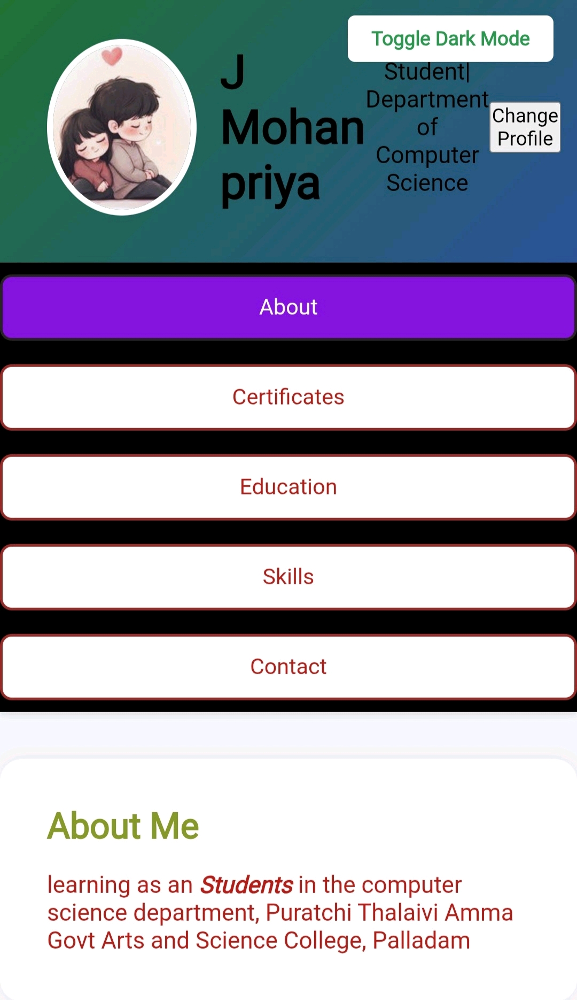 Toggle Dark Mode
J
Mohan
priya
Student|
Department
of
Computer
Science
Change
Profile
About
Certificates
Education
Skills
Contact
About Me
learning as an Students in the computer
science department, Puratchi Thalaivi Amma
Govt Arts and Science College, Palladam